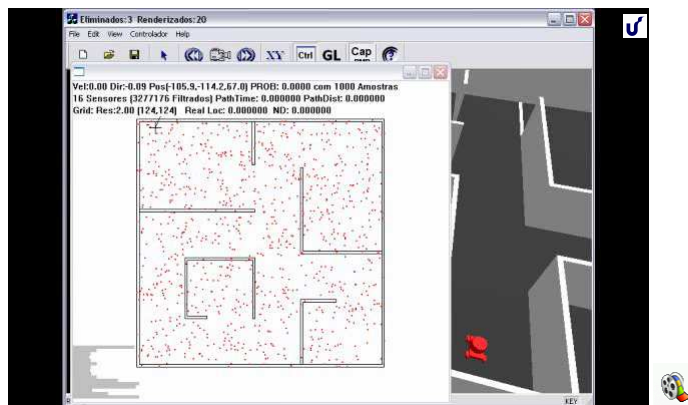 Eliminados:3 Renderizados:20
File Edit View Controlador Help
XY Ctrl GL Cap
Vel:0.00 Dir:-0.09 Pos(-105.9,-114.2,67.0) PROB: 0.0000 com 1000 Amostras
16 Sensores (3277176 Filtrados) PathTime: 0.000000 PathDist: 0.000000
Grid: Res:2.00 (124,124) Real Loc: 0.000000 ND: 0.000000
KEY